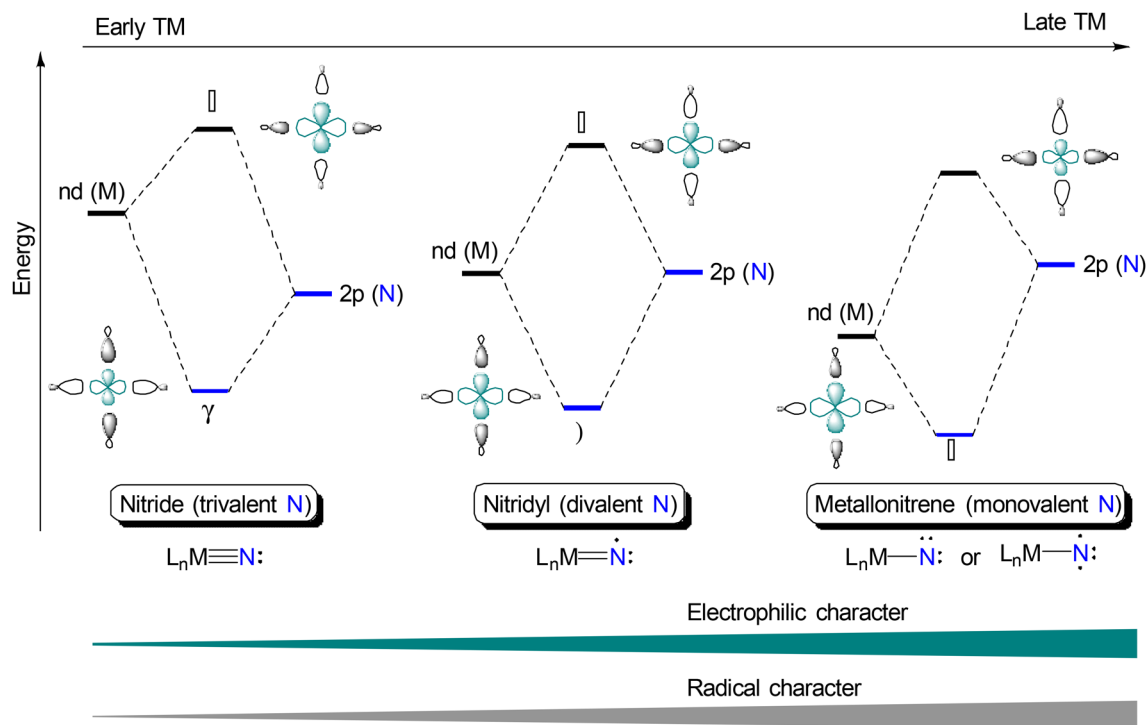 Early TM
Late TM
Energy
nd (M)
2p (N)
γ
nd (M)
2p (N)
)
nd (M)
2p (N)
Nitride (trivalent N)
Nitridyl (divalent N)
Metallonitrene (monovalent N)
LₙM≡N:
LₙM=Ṅ:
LₙM—N̈: or LₙM—Ṇ̇:
Electrophilic character
Radical character